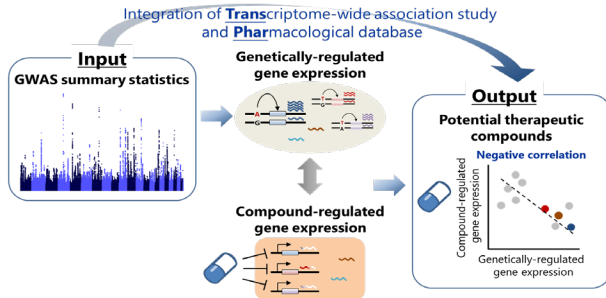 Integration of Transcriptome-wide association study
and Pharmacological database
Input
GWAS summary statistics
Genetically-regulated
gene expression
A
G
T
G
T
A
Compound-regulated
gene expression
Output
Potential therapeutic
compounds
Negative correlation
Compound-regulated
gene expression
Genetically-regulated
gene expression